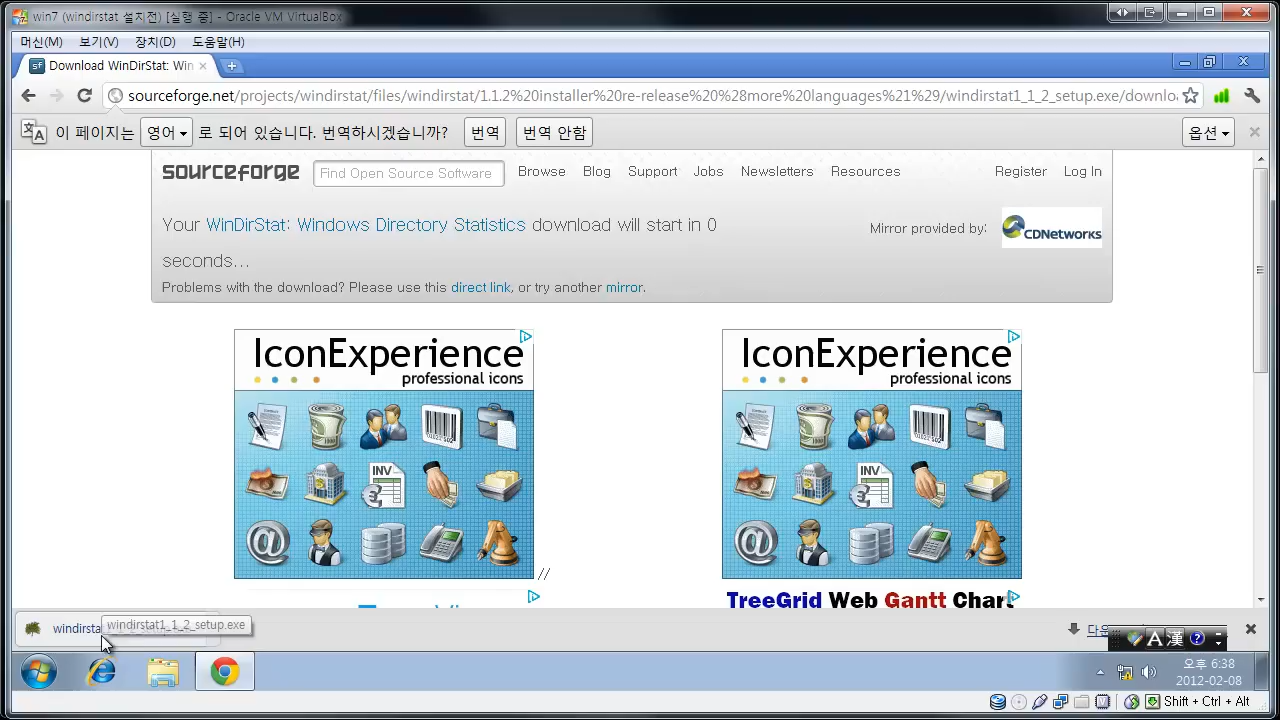 win7 (windirstat 설치전) [실행 중] - Oracle VM VirtualBox
머신(M) 보기(V) 장치(D) 도움말(H)
Download WinDirStat: Win
sourceforge.net/projects/windirstat/files/windirstat/1.1.2%20installer%20re-release%20%28more%20languages%21%29/windirstat1_1_2_setup.exe/downlo
이 페이지는 영어 로 되어 있습니다. 번역하시겠습니까? 번역 번역 안함 옵션
sourceforge Find Open Source Software Browse Blog Support Jobs Newsletters Resources Register Log In
Your WinDirStat: Windows Directory Statistics download will start in 0
seconds...
Mirror provided by: CDNetworks
Problems with the download? Please use this direct link, or try another mirror.
IconExperience
professional icons
INV
@
//
IconExperience
professional icons
INV
@
TreeGrid Web Gantt Chart
windirstat1_1_2_setup.exe
windirstat1_1_2_setup.exe
A 漢
오후 6:38
2012-02-08
Shift + Ctrl + Alt